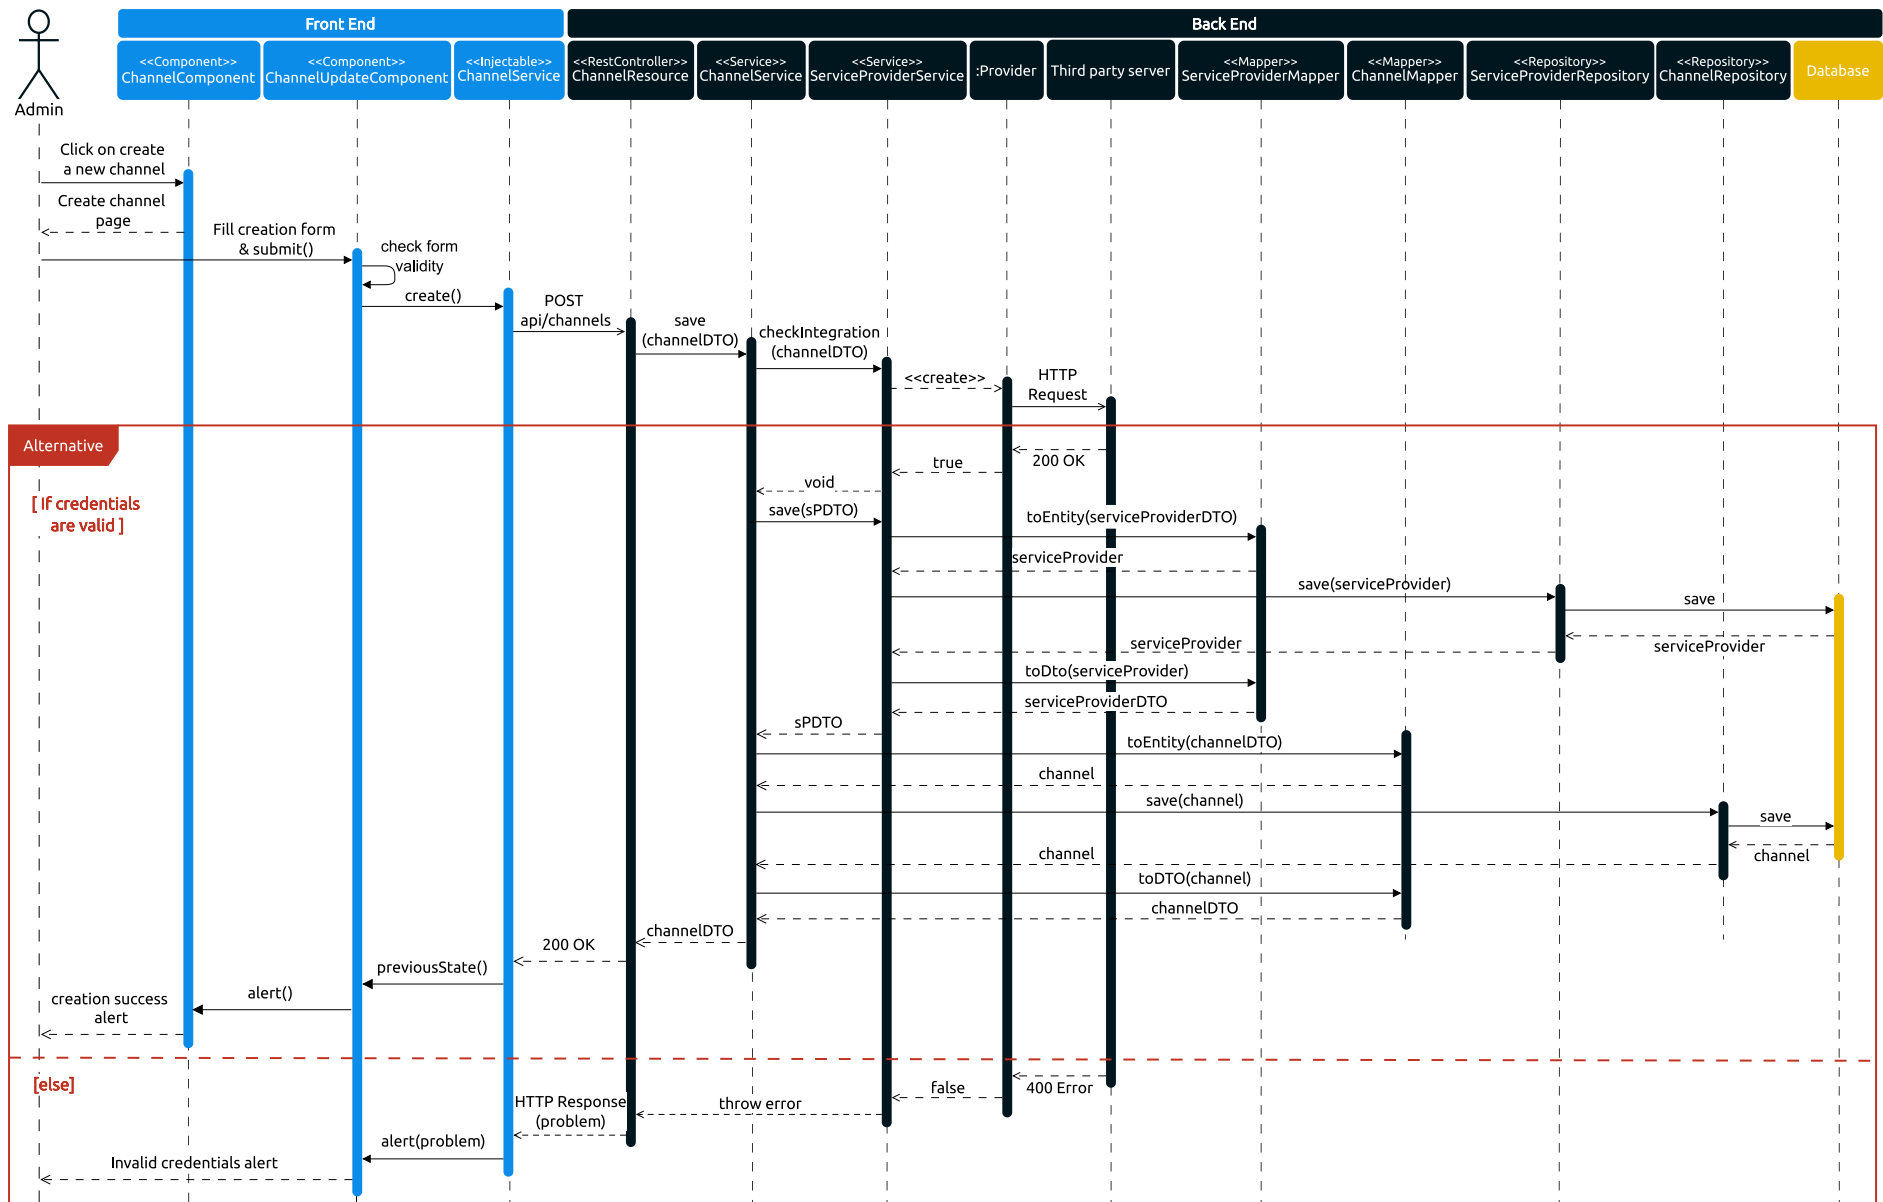 Front End
Back End
<<Component>>
ChannelComponent
<<Component>>
ChannelUpdateComponent
<<Injectable>>
ChannelService
<<RestController>>
ChannelResource
<<Service>>
ChannelService
<<Service>>
ServiceProviderService
:Provider
Third party server
<<Mapper>>
ServiceProviderMapper
<<Mapper>>
ChannelMapper
<<Repository>>
ServiceProviderRepository
<<Repository>>
ChannelRepository
Database
Admin
Click on create
a new channel
Create channel
page
Fill creation form
& submit()
check form
validity
create()
POST
api/channels
save
(channelDTO)
checkIntegration
(channelDTO)
<<create>>
HTTP
Request
Alternative
[ If credentials
are valid ]
200 OK
true
void
save(sPDTO)
toEntity(serviceProviderDTO)
serviceProvider
save(serviceProvider)
save
serviceProvider
serviceProvider
toDto(serviceProvider)
serviceProviderDTO
sPDTO
toEntity(channelDTO)
channel
save(channel)
save
channel
channel
toDTO(channel)
channelDTO
channelDTO
200 OK
previousState()
alert()
creation success
alert
[else]
400 Error
false
throw error
HTTP Response
(problem)
alert(problem)
Invalid credentials alert